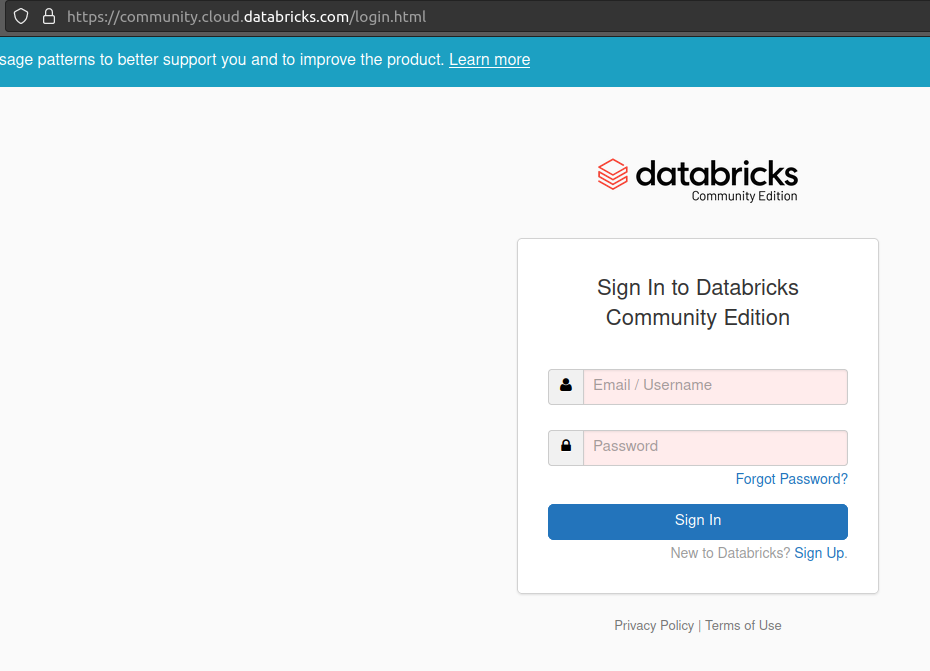 https://community.cloud.databricks.com/login.html
sage patterns to better support you and to improve the product. Learn more
databricks
Community Edition
Sign In to Databricks
Community Edition
Email / Username
Password
Forgot Password?
Sign In
New to Databricks? Sign Up.
Privacy Policy | Terms of Use